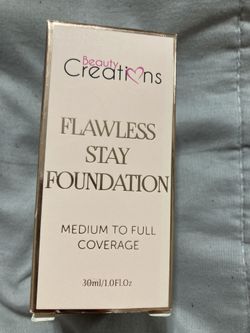 Beauty
Creations
FLAWLESS
STAY
FOUNDATION
MEDIUM TO FULL
COVERAGE
30ml/1.0Fl.Oz